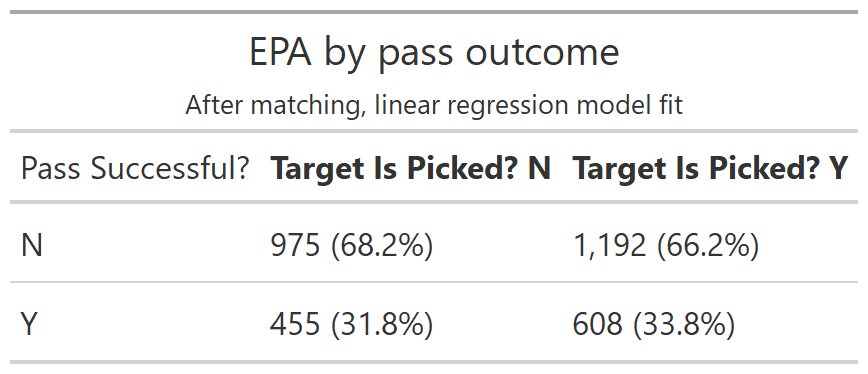 EPA by pass outcome
After matching, linear regression model fit
Pass Successful? Target Is Picked? N Target Is Picked? Y
N 975 (68.2%) 1,192 (66.2%)
Y 455 (31.8%) 608 (33.8%)